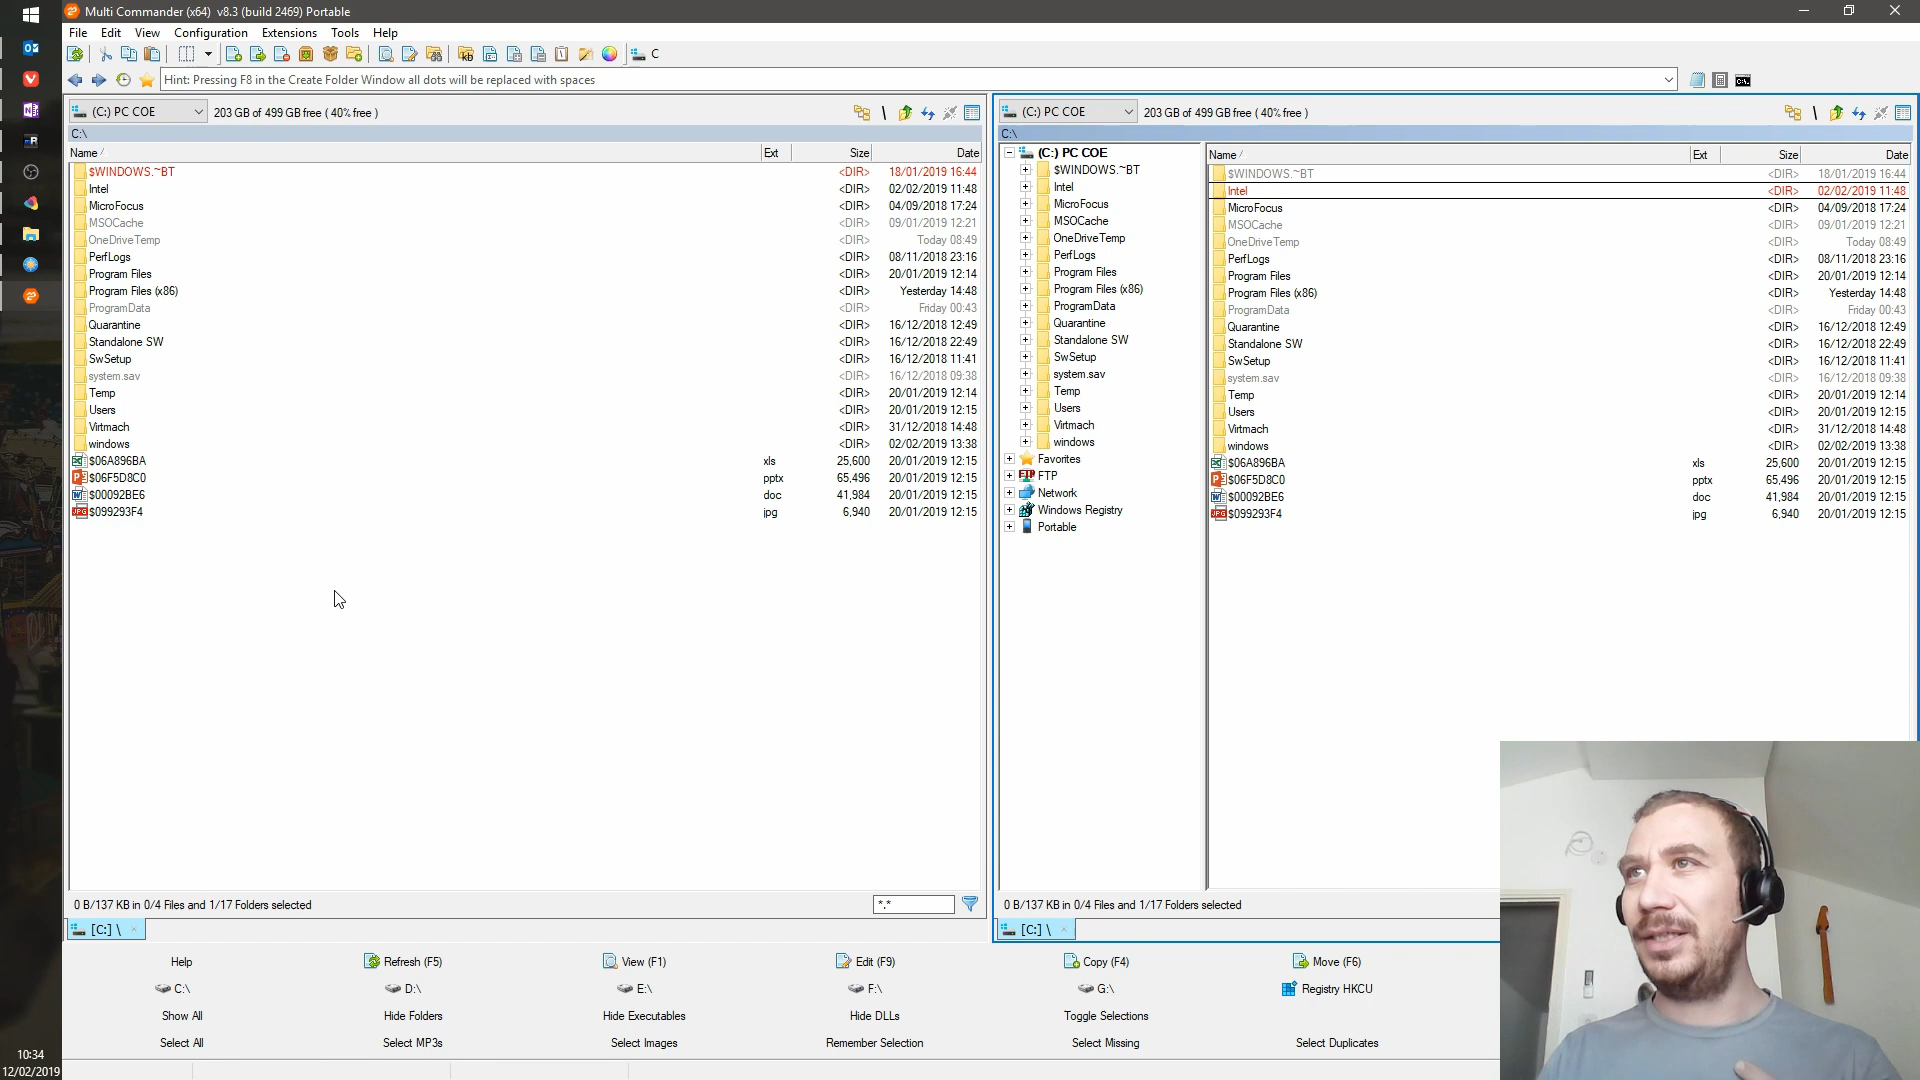 Multi Commander (x64) v8.3 (build 2469) Portable
File Edit View Configuration Extensions Tools Help
C
Hint: Pressing F8 in the Create Folder Window all dots will be replaced with spaces
(C:) PC COE 203 GB of 499 GB free ( 40% free )
C:\
Name Ext Size Date
$WINDOWS.~BT <DIR> 18/01/2019 16:44
Intel <DIR> 02/02/2019 11:48
MicroFocus <DIR> 04/09/2018 17:24
MSOCache <DIR> 09/01/2019 12:21
OneDriveTemp <DIR> Today 08:49
PerfLogs <DIR> 08/11/2018 23:16
Program Files <DIR> 20/01/2019 12:14
Program Files (x86) <DIR> Yesterday 14:48
ProgramData <DIR> Friday 00:43
Quarantine <DIR> 16/12/2018 12:49
Standalone SW <DIR> 16/12/2018 22:49
SwSetup <DIR> 16/12/2018 11:41
system.sav <DIR> 16/12/2018 09:38
Temp <DIR> 20/01/2019 12:14
Users <DIR> 20/01/2019 12:15
Virtmach <DIR> 31/12/2018 14:48
windows <DIR> 02/02/2019 13:38
$06A896BA xls 25,600 20/01/2019 12:15
$06F5D8C0 pptx 65,496 20/01/2019 12:15
$00092BE6 doc 41,984 20/01/2019 12:15
$099293F4 jpg 6,940 20/01/2019 12:15
0 B/137 KB in 0/4 Files and 1/17 Folders selected *.*
[C:] \
(C:) PC COE 203 GB of 499 GB free ( 40% free )
C:\
(C:) PC COE
$WINDOWS.~BT
Intel
MicroFocus
MSOCache
OneDriveTemp
PerfLogs
Program Files
Program Files (x86)
ProgramData
Quarantine
Standalone SW
SwSetup
system.sav
Temp
Users
Virtmach
windows
Favorites
FTP
Network
Windows Registry
Portable
Name Ext Size Date
$WINDOWS.~BT <DIR> 18/01/2019 16:44
Intel <DIR> 02/02/2019 11:48
MicroFocus <DIR> 04/09/2018 17:24
MSOCache <DIR> 09/01/2019 12:21
OneDriveTemp <DIR> Today 08:49
PerfLogs <DIR> 08/11/2018 23:16
Program Files <DIR> 20/01/2019 12:14
Program Files (x86) <DIR> Yesterday 14:48
ProgramData <DIR> Friday 00:43
Quarantine <DIR> 16/12/2018 12:49
Standalone SW <DIR> 16/12/2018 22:49
SwSetup <DIR> 16/12/2018 11:41
system.sav <DIR> 16/12/2018 09:38
Temp <DIR> 20/01/2019 12:14
Users <DIR> 20/01/2019 12:15
Virtmach <DIR> 31/12/2018 14:48
windows <DIR> 02/02/2019 13:38
$06A896BA xls 25,600 20/01/2019 12:15
$06F5D8C0 pptx 65,496 20/01/2019 12:15
$00092BE6 doc 41,984 20/01/2019 12:15
$099293F4 jpg 6,940 20/01/2019 12:15
0 B/137 KB in 0/4 Files and 1/17 Folders selected
[C:] \
Help Refresh (F5) View (F1) Edit (F9) Copy (F4) Move (F6)
C:\ D:\ E:\ F:\ G:\ Registry HKCU
Show All Hide Folders Hide Executables Hide DLLs Toggle Selections
Select All Select MP3s Select Images Remember Selection Select Missing Select Duplicates
10:34
12/02/2019